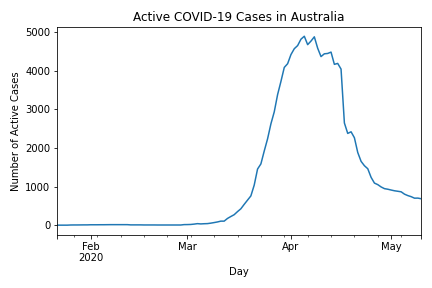 Active COVID-19 Cases in Australia
Number of Active Cases
5000
4000
3000
2000
1000
0
Feb
2020
Mar
Apr
May
Day